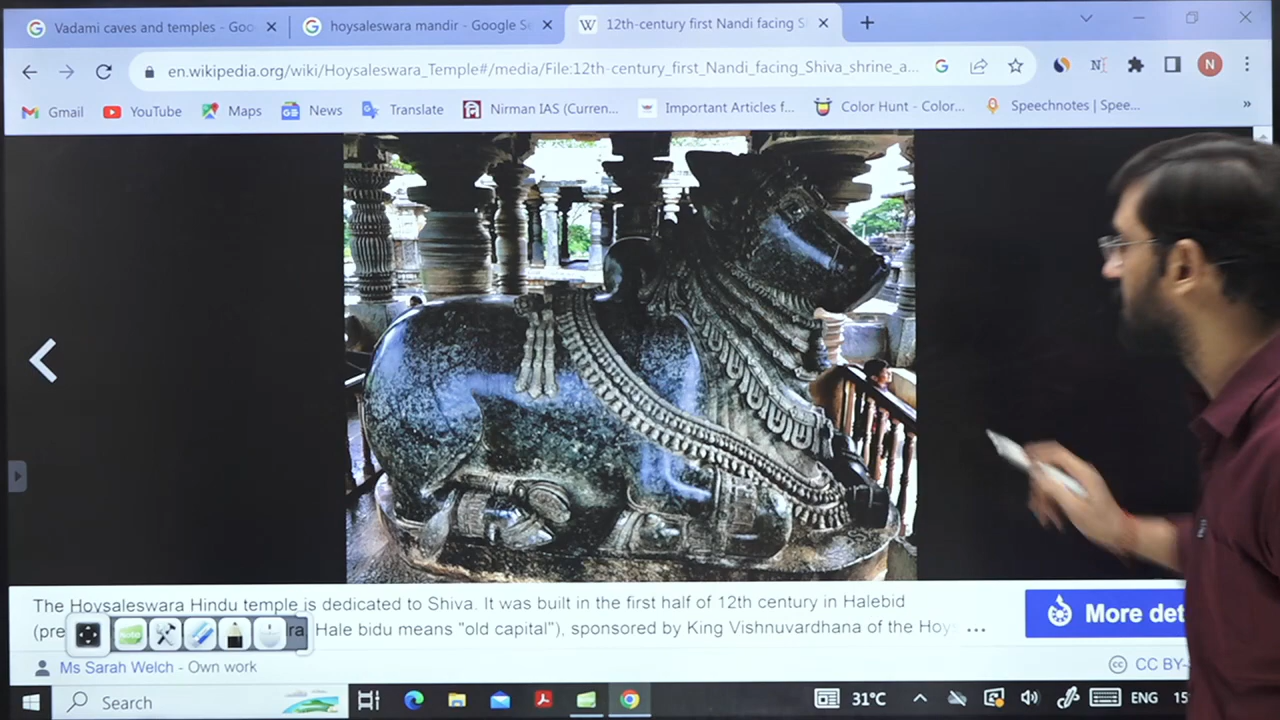 Vadami caves and temples - Goo
hoysaleswara mandir - Google Se
12th-century first Nandi facing S
en.wikipedia.org/wiki/Hoysaleswara_Temple#/media/File:12th-century_first_Nandi_facing_Shiva_shrine_a...
N
Gmail
YouTube
Maps
News
Translate
Nirman IAS (Curren...
Important Articles f...
Color Hunt - Color...
Speechnotes | Spee...
»
The Hoysaleswara Hindu temple is dedicated to Shiva. It was built in the first half of 12th century in Halebid
(pre ra, Hale bidu means "old capital"), sponsored by King Vishnuvardhana of the Hoys ...
More det
Ms Sarah Welch - Own work
CC BY-
Search
31°C
ENG
15